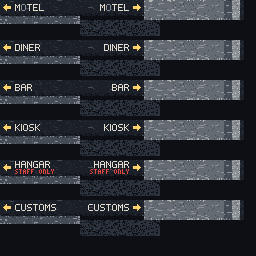 MOTEL MOTEL
DINER DINER
BAR BAR
KIOSK KIOSK
HANGAR HANGAR
STAFF ONLY STAFF ONLY
CUSTOMS CUSTOMS